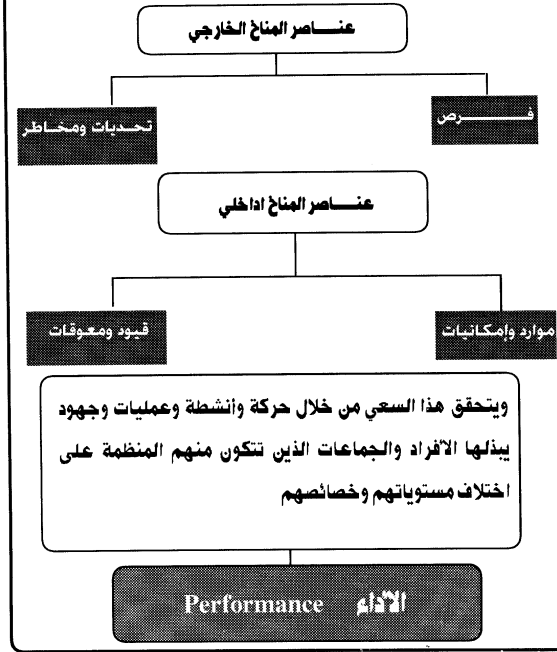 عناصر المناخ الخارجي
فرص
تحديات ومخاطر
عناصر المناخ اداخلي
موارد وإمكانيات
قيود ومعوقات
ويتحقق هذا السعي من خلال حركة وأنشطة وعمليات وجهود
يبذلها الأفراد والجماعات الذين تتكون منهم المنظمة على
اختلاف مستوياتهم وخصائصهم
الأداء Performance